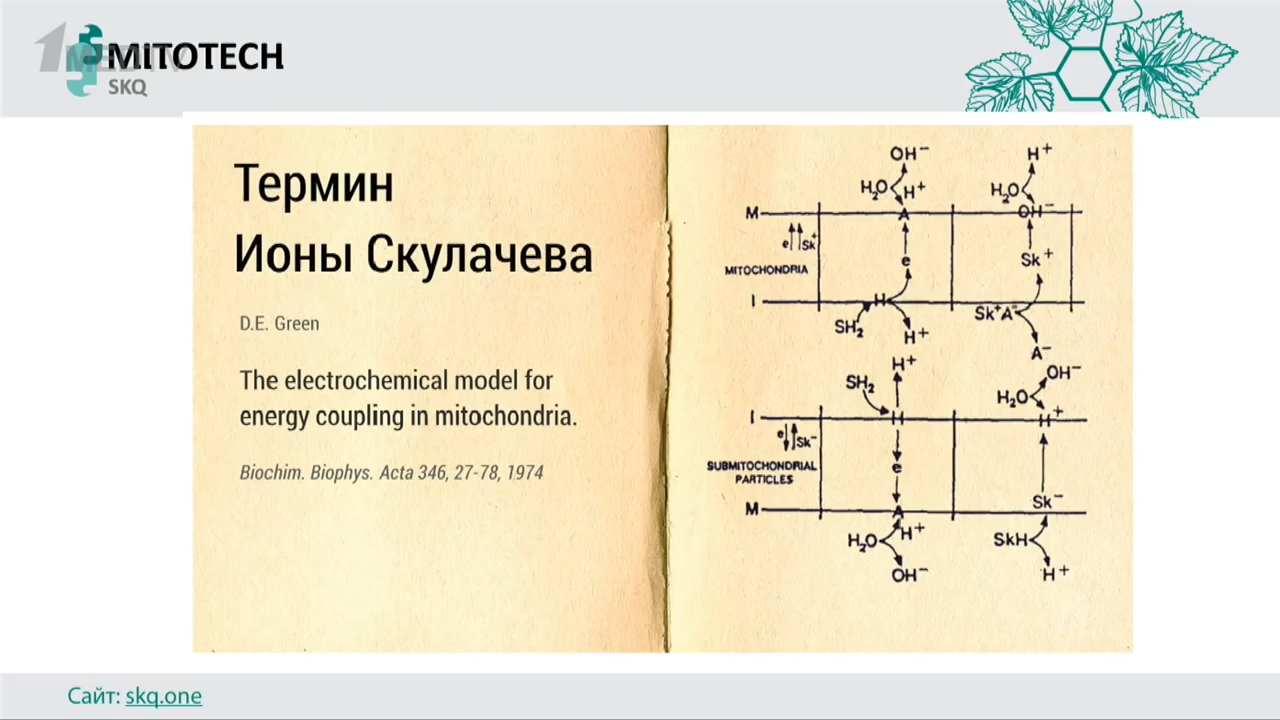 MITOTECH
SKQ
Термин
Ионы Скулачева
D.E. Green
The electrochemical model for
energy coupling in mitochondria.
Biochim. Biophys. Acta 346, 27-78, 1974
OH⁻ H⁺
H₂O H⁺ H₂O
M A OH⁻
e Sk⁺ e Sk⁺
MITOCHONDRIA
I H Sk⁺A⁻
SH₂ H⁺ A⁻
H⁺ OH⁻
SH₂ H₂O
I H H⁺
e Sk⁻
SUBMITOCHONDRIAL e
PARTICLES
M A Sk⁻
H₂O H⁺ SkH
OH⁻ H⁺
Сайт: skq.one